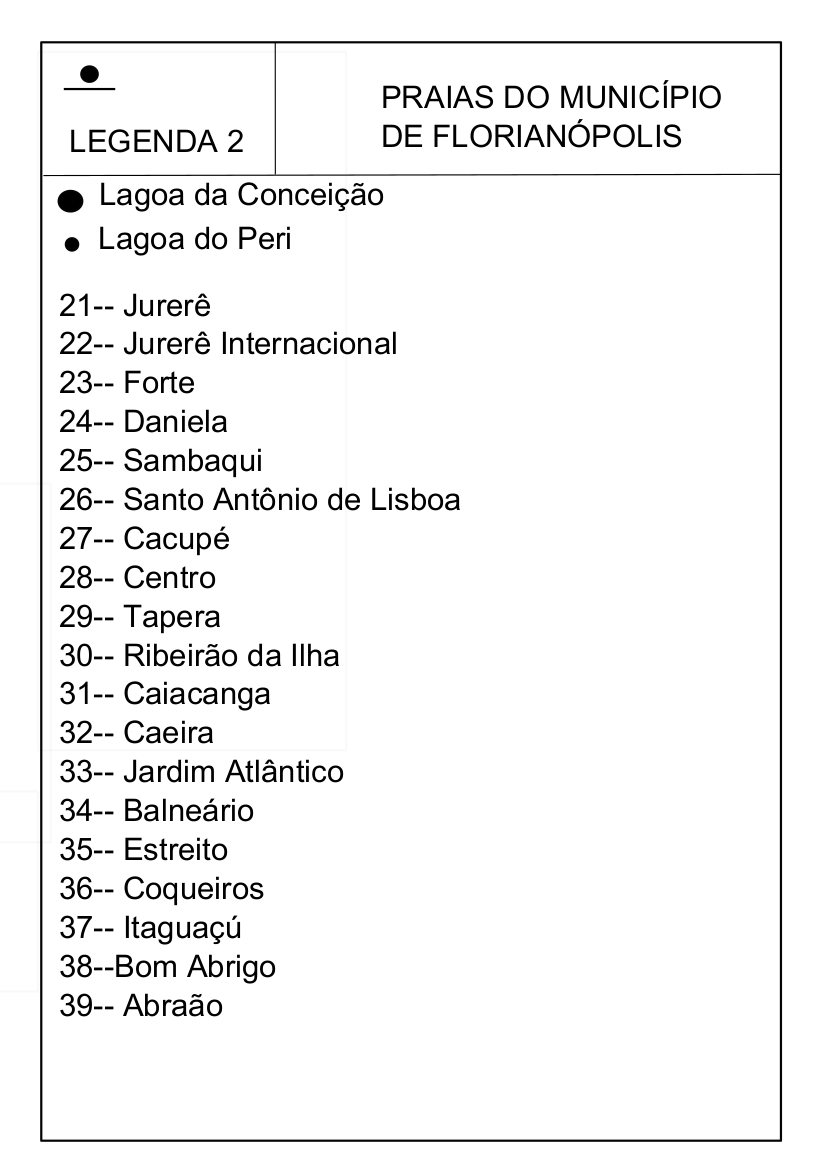 LEGENDA 2
PRAIAS DO MUNICÍPIO
DE FLORIANÓPOLIS
Lagoa da Conceição
Lagoa do Peri
21-- Jurerê
22-- Jurerê Internacional
23-- Forte
24-- Daniela
25-- Sambaqui
26-- Santo Antônio de Lisboa
27-- Cacupé
28-- Centro
29-- Tapera
30-- Ribeirão da Ilha
31-- Caiacanga
32-- Caeira
33-- Jardim Atlântico
34-- Balneário
35-- Estreito
36-- Coqueiros
37-- Itaguaçú
38--Bom Abrigo
39-- Abraão